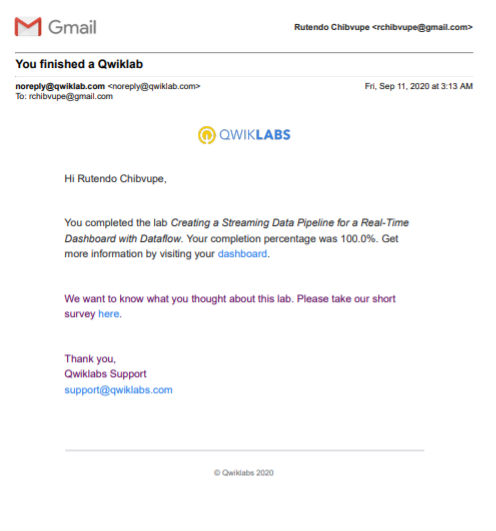 Gmail
Rutendo Chibvupe <rchibvupe@gmail.com>
You finished a Qwiklab
noreply@qwiklab.com <noreply@qwiklab.com>
Fri, Sep 11, 2020 at 3:13 AM
To: rchibvupe@gmail.com
QWIKLABS
Hi Rutendo Chibvupe,
You completed the lab Creating a Streaming Data Pipeline for a Real-Time
Dashboard with Dataflow. Your completion percentage was 100.0%. Get
more information by visiting your dashboard.
We want to know what you thought about this lab. Please take our short
survey here.
Thank you,
Qwiklabs Support
support@qwiklabs.com
© Qwiklabs 2020